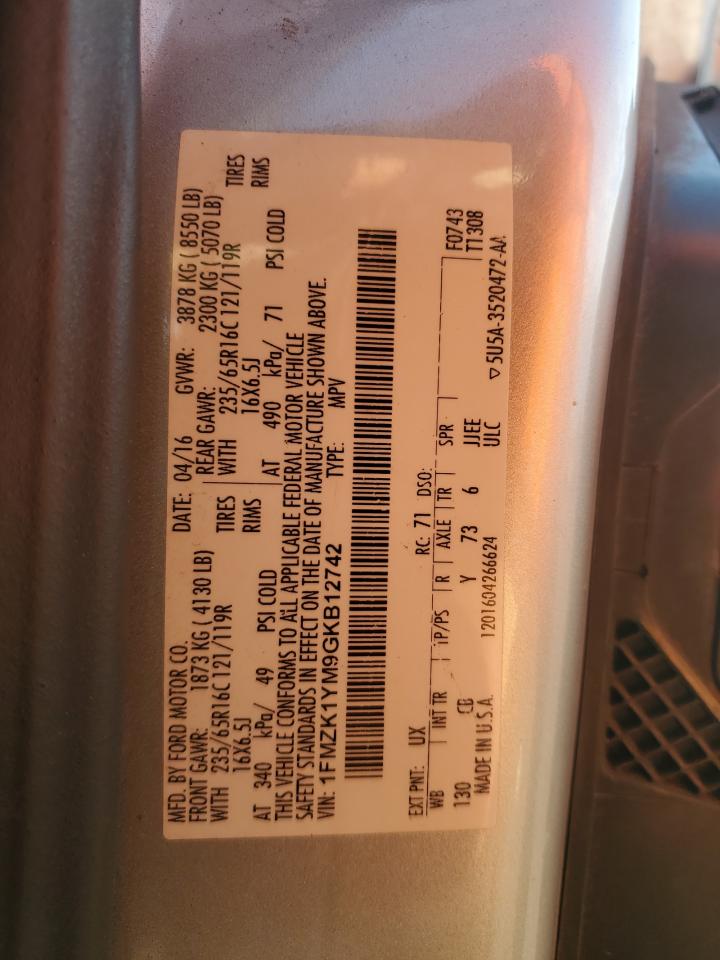 MFD. BY FORD MOTOR CO. DATE: 04/16 GVWR: 3878 KG ( 8550 LB)
FRONT GAWR: 1873 KG ( 4130 LB) REAR GAWR: 2300 KG ( 5070 LB)
WITH 235/65R16C 121/119R TIRES WITH 235/65R16C 121/119R TIRES
16X6.5J RIMS 16X6.5J RIMS
AT 340 kPa/ 49 PSI COLD AT 490 kPa/ 71 PSI COLD
THIS VEHICLE CONFORMS TO ALL APPLICABLE FEDERAL MOTOR VEHICLE
SAFETY STANDARDS IN EFFECT ON THE DATE OF MANUFACTURE SHOWN ABOVE.
VIN: 1FMZK1YM9GKB12742 TYPE: MPV
EXT PNT: UX RC: 71 DSO:
WB INT TR TP/PS R AXLE TR SPR F0743
130 CB Y 73 6 JJEE T1308
MADE IN U.S.A. 1201604266624 ULC ▽ 5U5A-3520472-AA